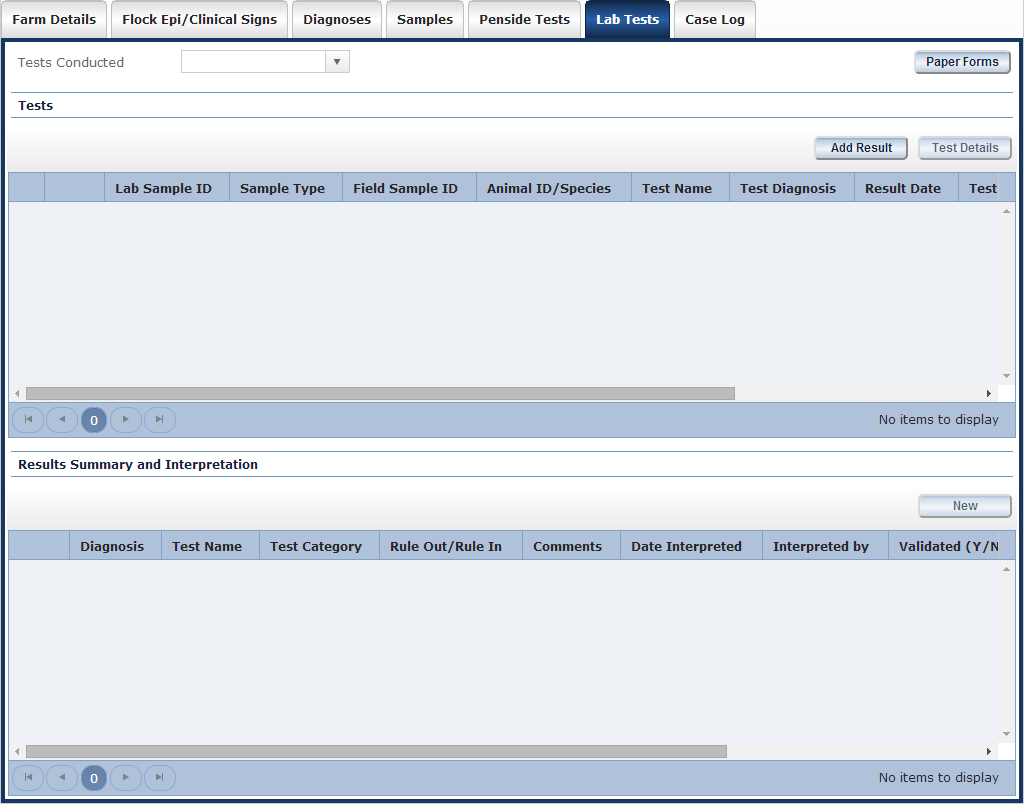 Farm Details Flock Epi/Clinical Signs Diagnoses Samples Penside Tests Lab Tests Case Log
Tests Conducted Paper Forms
Tests
Add Result Test Details
Lab Sample ID Sample Type Field Sample ID Animal ID/Species Test Name Test Diagnosis Result Date Test
0 No items to display
Results Summary and Interpretation
New
Diagnosis Test Name Test Category Rule Out/Rule In Comments Date Interpreted Interpreted by Validated (Y/N
0 No items to display